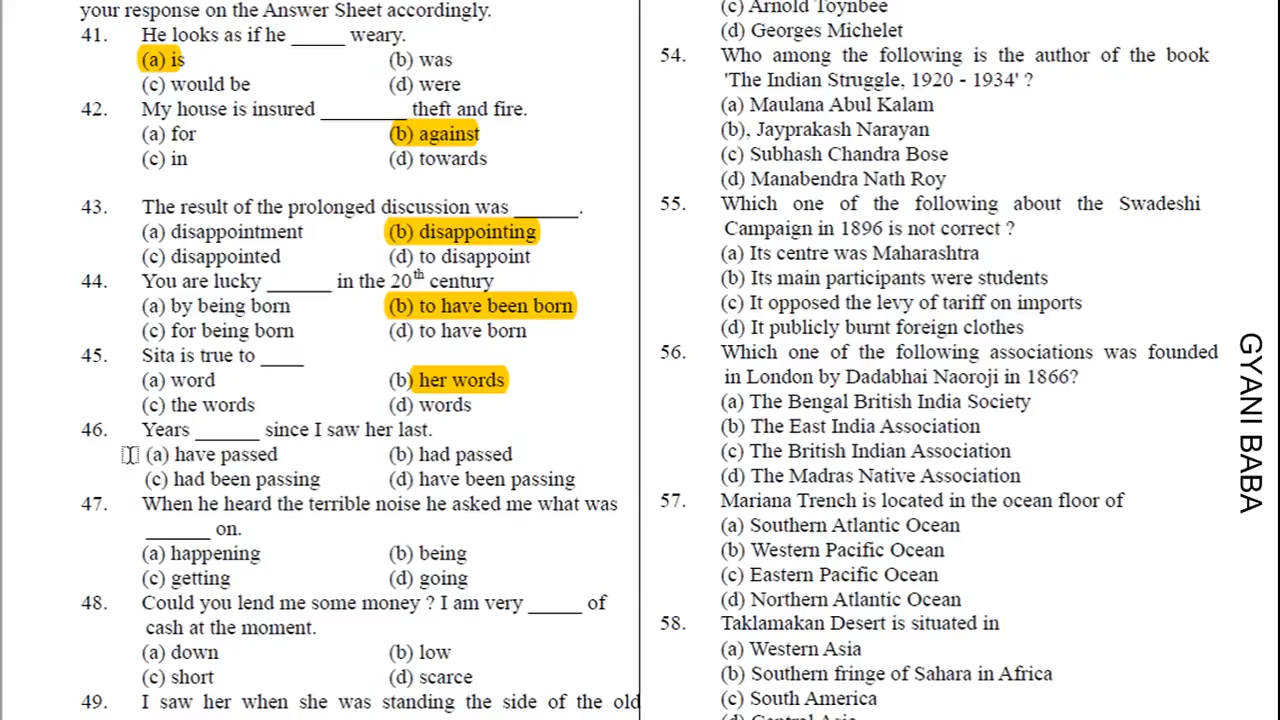 your response on the Answer Sheet accordingly.
41. He looks as if he _____ weary.
(a) is (b) was
(c) would be (d) were
42. My house is insured ________ theft and fire.
(a) for (b) against
(c) in (d) towards
43. The result of the prolonged discussion was ______.
(a) disappointment (b) disappointing
(c) disappointed (d) to disappoint
44. You are lucky ______ in the 20th century
(a) by being born (b) to have been born
(c) for being born (d) to have born
45. Sita is true to ____
(a) word (b) her words
(c) the words (d) words
46. Years ______ since I saw her last.
(a) have passed (b) had passed
(c) had been passing (d) have been passing
47. When he heard the terrible noise he asked me what was
______ on.
(a) happening (b) being
(c) getting (d) going
48. Could you lend me some money ? I am very _____ of
cash at the moment.
(a) down (b) low
(c) short (d) scarce
49. I saw her when she was standing the side of the old
(c) Arnold Toynbee
(d) Georges Michelet
54. Who among the following is the author of the book
'The Indian Struggle, 1920 - 1934' ?
(a) Maulana Abul Kalam
(b), Jayprakash Narayan
(c) Subhash Chandra Bose
(d) Manabendra Nath Roy
55. Which one of the following about the Swadeshi
Campaign in 1896 is not correct ?
(a) Its centre was Maharashtra
(b) Its main participants were students
(c) It opposed the levy of tariff on imports
(d) It publicly burnt foreign clothes
56. Which one of the following associations was founded
in London by Dadabhai Naoroji in 1866?
(a) The Bengal British India Society
(b) The East India Association
(c) The British Indian Association
(d) The Madras Native Association
57. Mariana Trench is located in the ocean floor of
(a) Southern Atlantic Ocean
(b) Western Pacific Ocean
(c) Eastern Pacific Ocean
(d) Northern Atlantic Ocean
58. Taklamakan Desert is situated in
(a) Western Asia
(b) Southern fringe of Sahara in Africa
(c) South America
(d) Central Asia
GYANI BABA